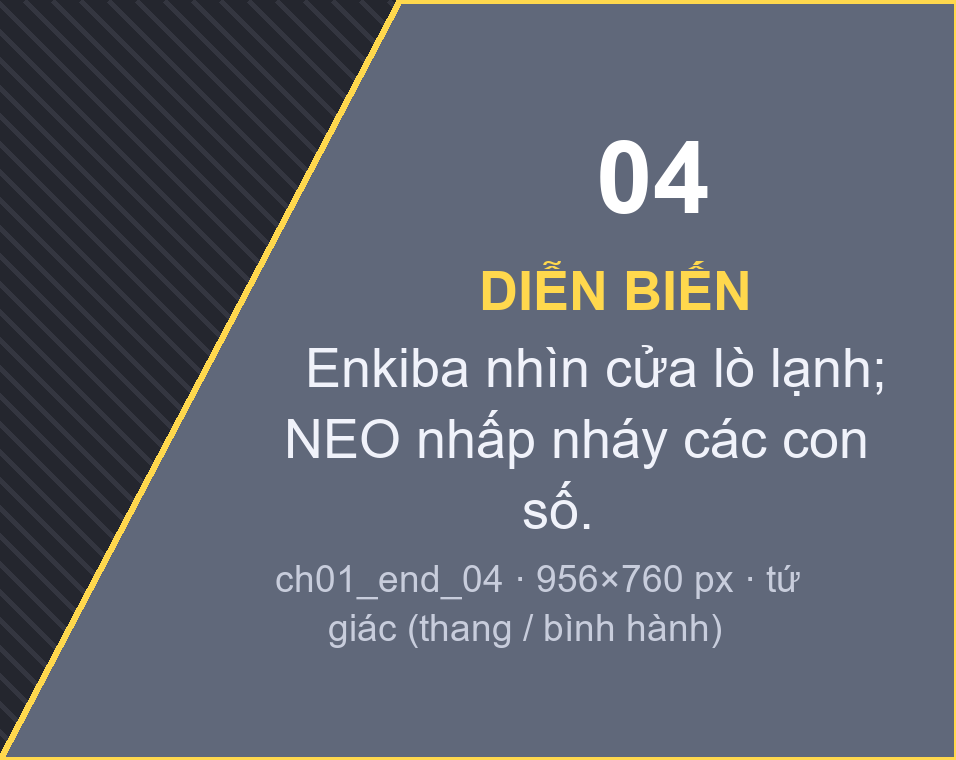 04
DIỄN BIẾN
Enkiba nhìn cửa lò lạnh;
NEO nhấp nháy các con
số.
ch01_end_04 · 956×760 px · tứ
giác (thang / bình hành)